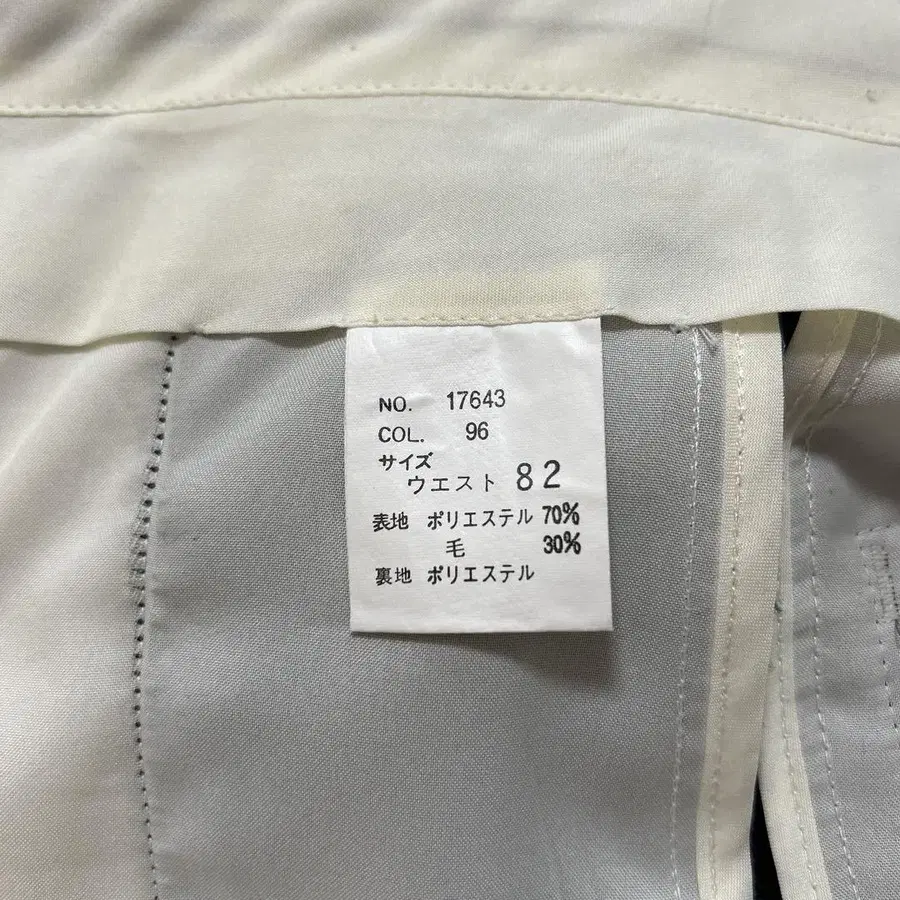 NO. 17643
COL. 96
サイズ
ウエスト 82
表地 ポリエステル 70%
毛 30%
裏地 ポリエステル